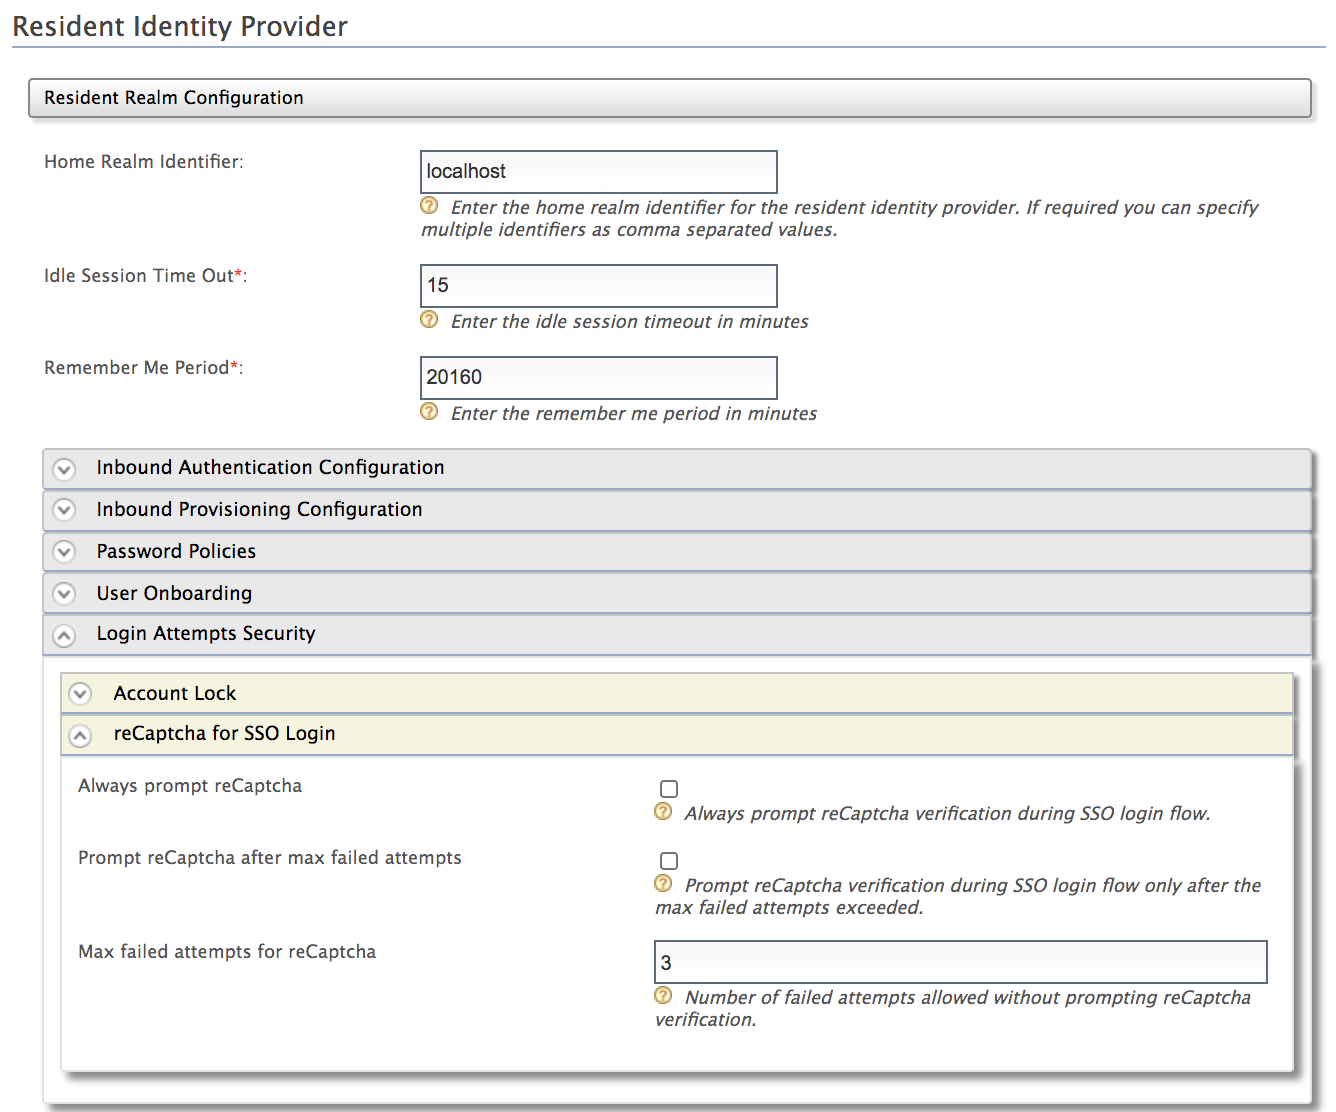 Resident Identity Provider
Resident Realm Configuration
Home Realm Identifier:
localhost
Enter the home realm identifier for the resident identity provider. If required you can specify
multiple identifiers as comma separated values.
Idle Session Time Out*:
15
Enter the idle session timeout in minutes
Remember Me Period*:
20160
Enter the remember me period in minutes
Inbound Authentication Configuration
Inbound Provisioning Configuration
Password Policies
User Onboarding
Login Attempts Security
Account Lock
reCaptcha for SSO Login
Always prompt reCaptcha
Always prompt reCaptcha verification during SSO login flow.
Prompt reCaptcha after max failed attempts
Prompt reCaptcha verification during SSO login flow only after the
max failed attempts exceeded.
Max failed attempts for reCaptcha
3
Number of failed attempts allowed without prompting reCaptcha
verification.